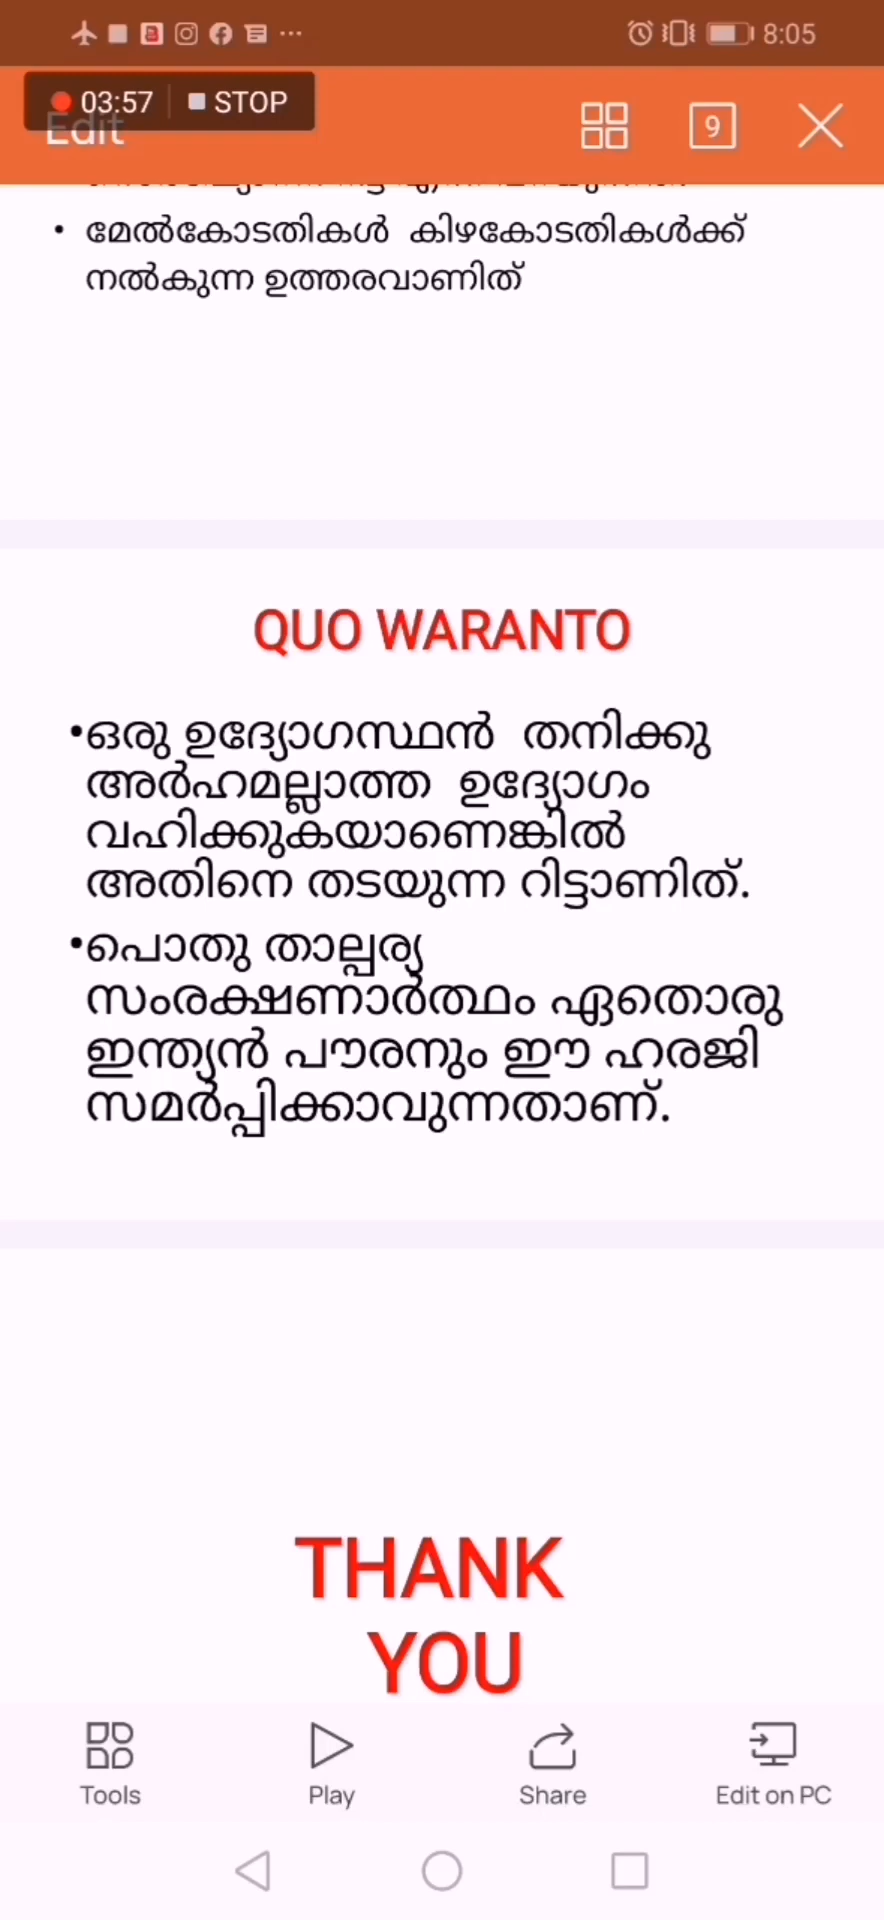 8:05
03:57 STOP
Edit
9
• മേൽകോടതികൾ കിഴകോടതികൾക്ക്
നൽകുന്ന ഉത്തരവാണിത്
QUO WARANTO
•ഒരു ഉദ്യോഗസ്ഥൻ തനിക്കു
അർഹമല്ലാത്ത ഉദ്യോഗം
വഹിക്കുകയാണെങ്കിൽ
അതിനെ തടയുന്ന റിട്ടാണിത്.
•പൊതു താല്പര്യ
സംരക്ഷണാർത്ഥം ഏതൊരു
ഇന്ത്യൻ പൗരനും ഈ ഹരജി
സമർപ്പിക്കാവുന്നതാണ്.
THANK
YOU
Tools Play Share Edit on PC